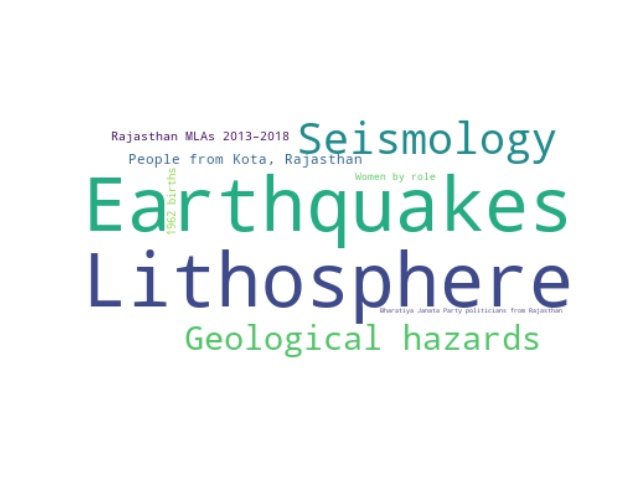 Rajasthan MLAs 2013–2018
Seismology
People from Kota, Rajasthan
Women by role
1962 births
Earthquakes
Lithosphere
Bharatiya Janata Party politicians from Rajasthan
Geological hazards